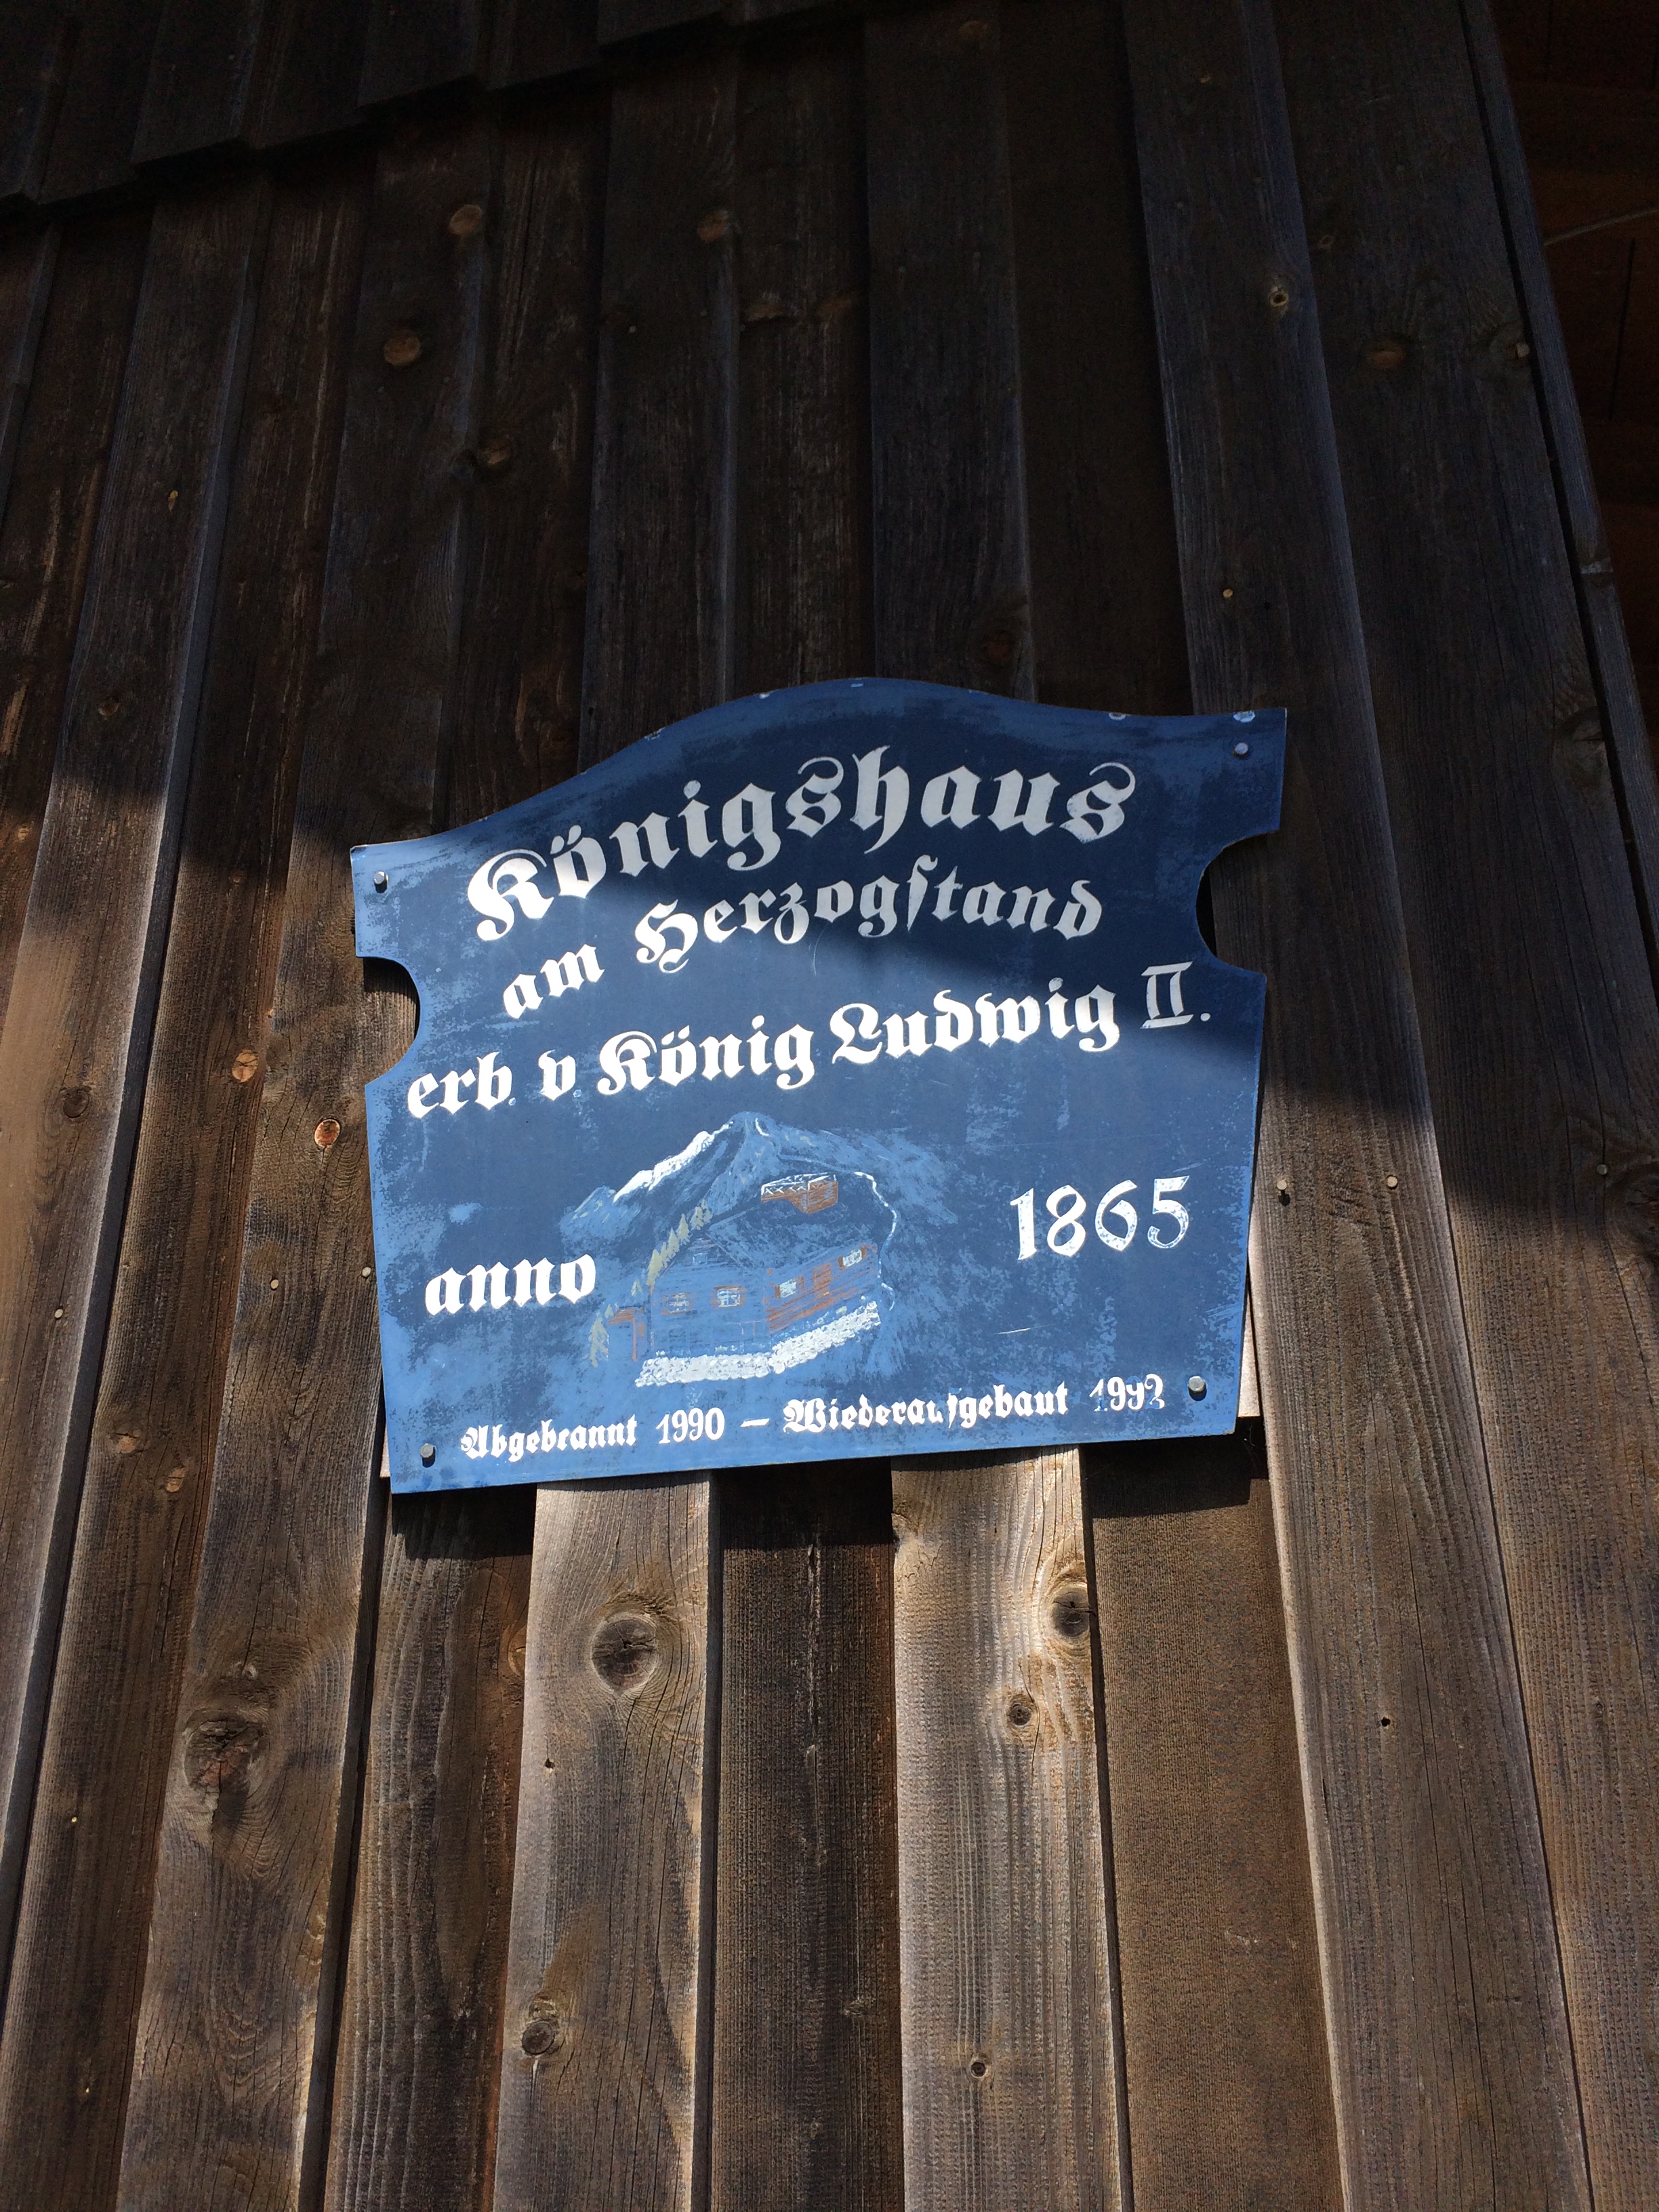 Königshaus
am Herzogſtand
erb. v. König Ludwig II.
anno 1865
Abgebrannt 1990 – Wiederaufgebaut 1992